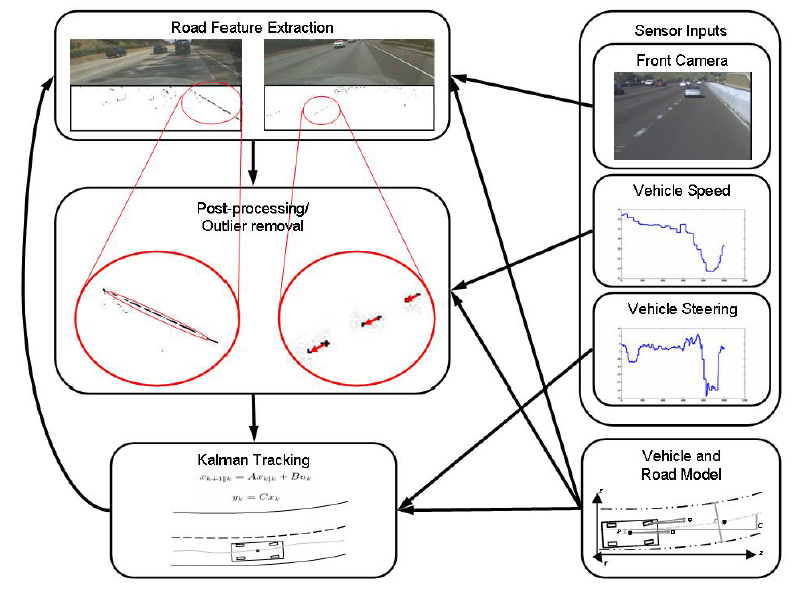 Road Feature Extraction
Sensor Inputs
Front Camera
Vehicle Speed
Post-processing/
Outlier removal
Vehicle Steering
Kalman Tracking
x_{k+1|k} = Ax_{k|k} + Bu_k
y_k = Cx_k
Vehicle and
Road Model
C
z